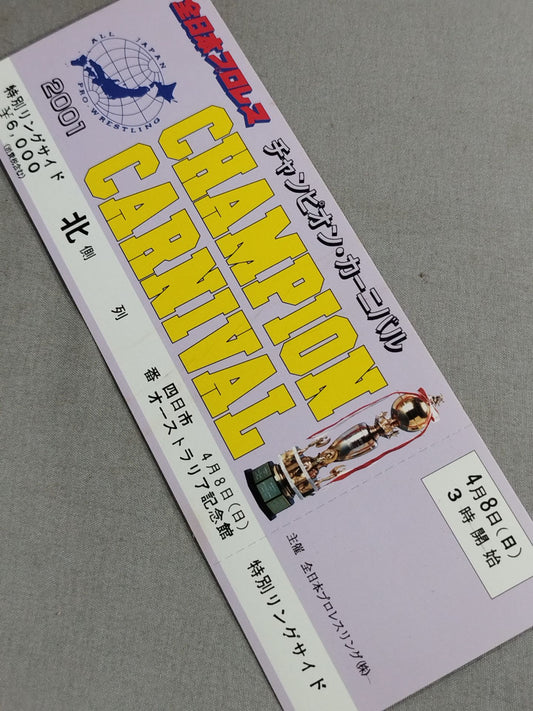 全日本プロレス
ALL JAPAN
PRO-WRESTLING
2001
チャンピオン・カーニバル
CHAMPION
CARNIVAL
特別リングサイド
¥6,000
北側
列
番
4月8日(日)
四日市
オーストラリア記念館
4月8日(日)
3時開始
主催 全日本プロレスリング(株)
特別リングサイド